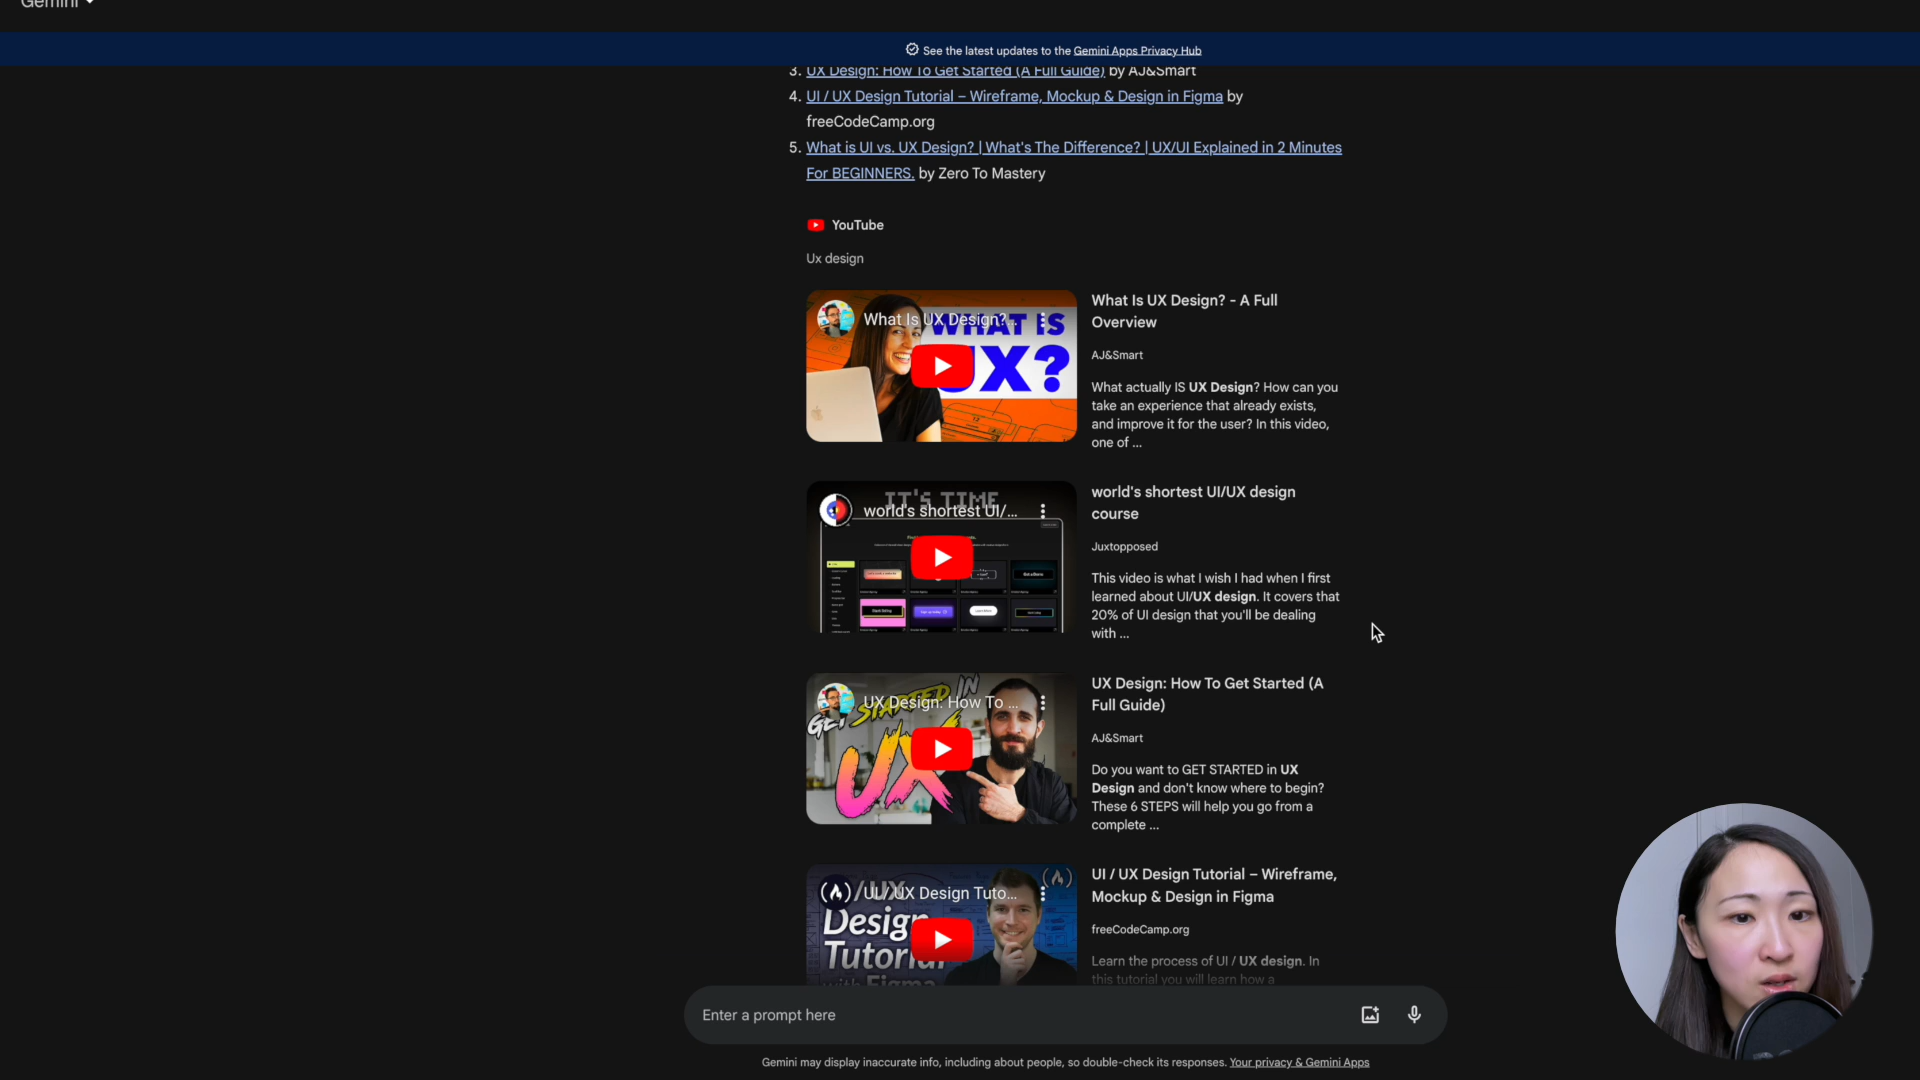 Gemini
See the latest updates to the Gemini Apps Privacy Hub
3. UX Design: How To Get Started (A Full Guide) by AJ&Smart
4. UI / UX Design Tutorial – Wireframe, Mockup & Design in Figma by
freeCodeCamp.org
5. What is UI vs. UX Design? | What's The Difference? | UX/UI Explained in 2 Minutes
For BEGINNERS. by Zero To Mastery
YouTube
Ux design
What Is UX Design?...
WHAT IS
UX?
What Is UX Design? - A Full
Overview
AJ&Smart
What actually IS UX Design? How can you
take an experience that already exists,
and improve it for the user? In this video,
one of ...
IT'S TIME
world's shortest UI/...
world's shortest UI/UX design
course
Juxtopposed
This video is what I wish I had when I first
learned about UI/UX design. It covers that
20% of UI design that you'll be dealing
with ...
UX Design: How To ...
GET STARTED IN
UX
UX Design: How To Get Started (A
Full Guide)
AJ&Smart
Do you want to GET STARTED in UX
Design and don't know where to begin?
These 6 STEPS will help you go from a
complete ...
UI / UX Design Tuto...
UI/UX
Design
Tutorial
with Figma
UI / UX Design Tutorial – Wireframe,
Mockup & Design in Figma
freeCodeCamp.org
Learn the process of UI / UX design. In
this tutorial you will learn how a
Enter a prompt here
Gemini may display inaccurate info, including about people, so double-check its responses. Your privacy & Gemini Apps